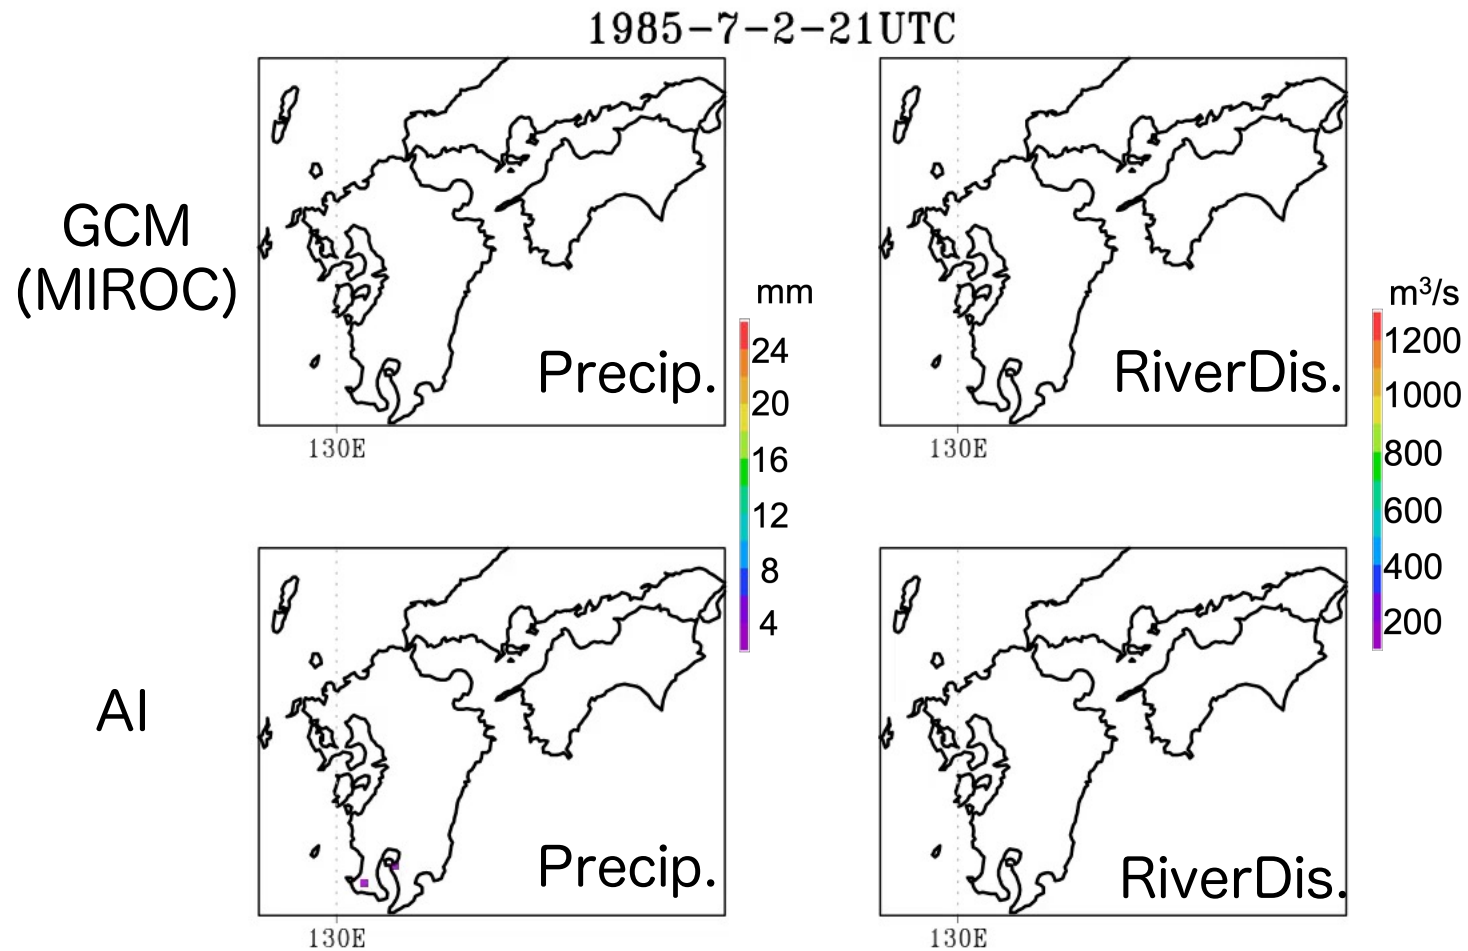 1985-7-2-21UTC
GCM
(MIROC)
Precip.
130E
mm
24
20
16
12
8
4
RiverDis.
130E
m³/s
1200
1000
800
600
400
200
AI
Precip.
130E
RiverDis.
130E